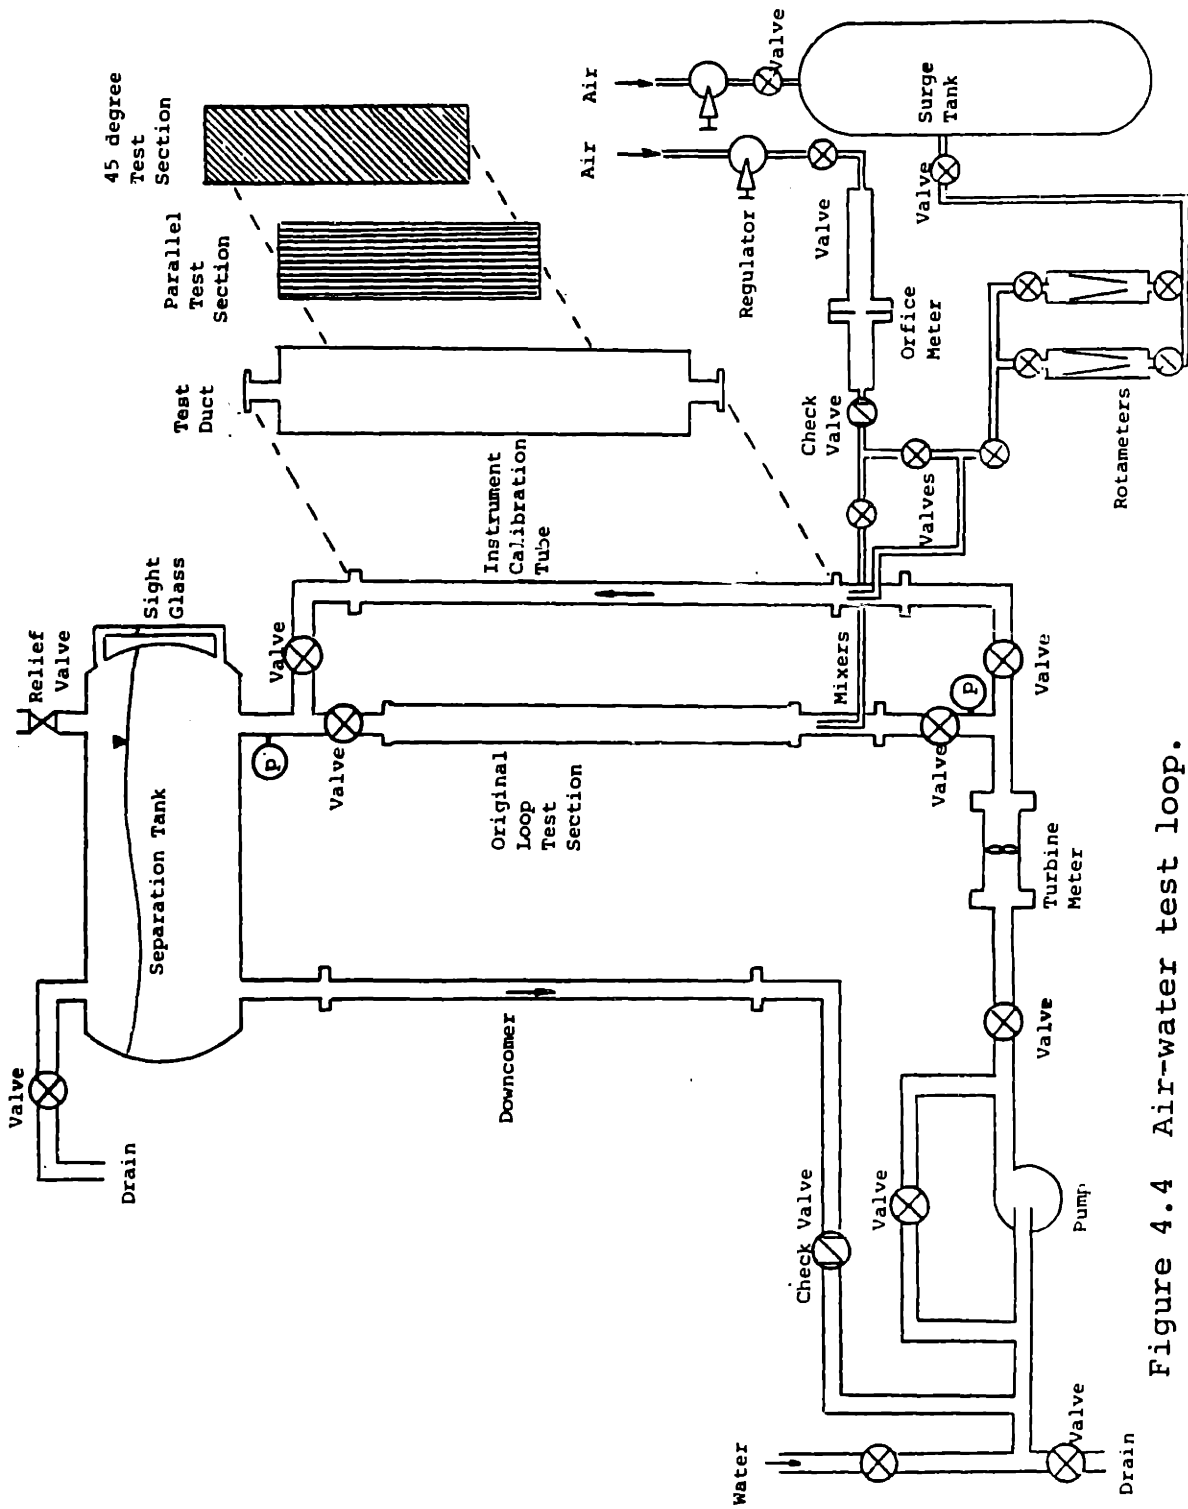 45 degree
Test
Section
Parallel
Test
Section
Test
Duct
Air
Air
Valve
Surge
Tank
Regulator
Valve
Valve
Orfice
Meter
Check
Valve
Valves
Rotameters
Instrument
Calibration
Tube
Relief
Valve
Sight
Glass
Separation Tank
Valve
Drain
P
Valve
Valve
Original
Loop
Test
Section
Mixers
P
Valve
Valve
Turbine
Meter
Downcomer
Valve
Check Valve
Valve
Pump
Water
Valve
Drain
Figure 4.4 Air-water test loop.